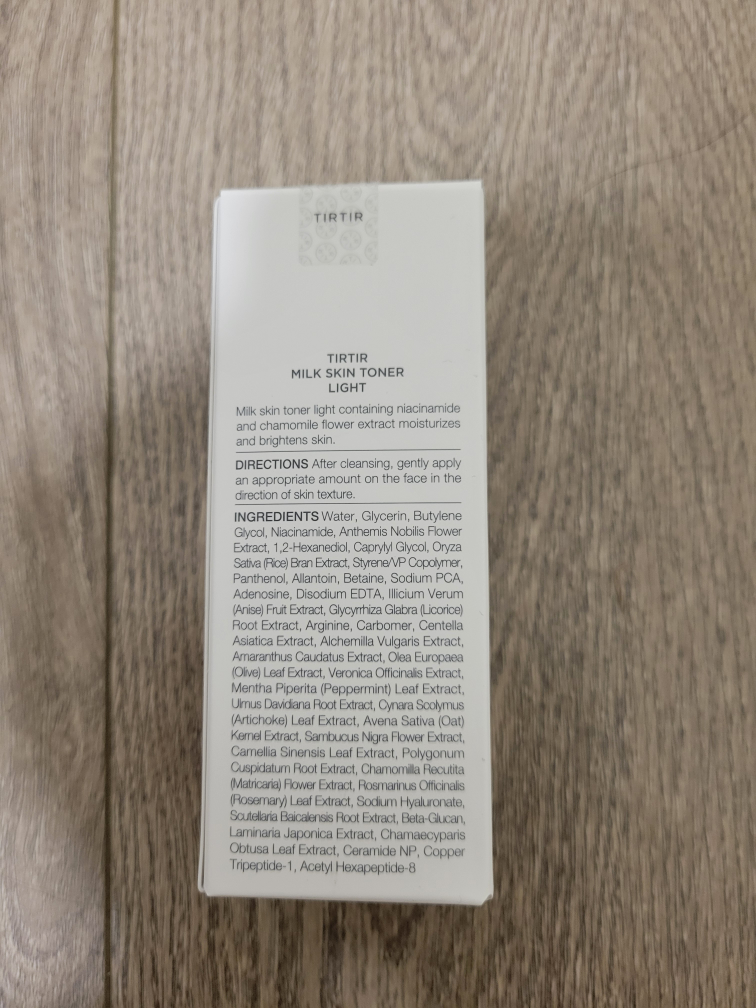 TIRTIR
TIRTIR
MILK SKIN TONER
LIGHT
Milk skin toner light containing niacinamide
and chamomile flower extract moisturizes
and brightens skin.
DIRECTIONS After cleansing, gently apply
an appropriate amount on the face in the
direction of skin texture.
INGREDIENTS Water, Glycerin, Butylene
Glycol, Niacinamide, Anthemis Nobilis Flower
Extract, 1,2-Hexanediol, Caprylyl Glycol, Oryza
Sativa (Rice) Bran Extract, Styrene/VP Copolymer,
Panthenol, Allantoin, Betaine, Sodium PCA,
Adenosine, Disodium EDTA, Illicium Verum
(Anise) Fruit Extract, Glycyrrhiza Glabra (Licorice)
Root Extract, Arginine, Carbomer, Centella
Asiatica Extract, Alchemilla Vulgaris Extract,
Amaranthus Caudatus Extract, Olea Europaea
(Olive) Leaf Extract, Veronica Officinalis Extract,
Mentha Piperita (Peppermint) Leaf Extract,
Ulmus Davidiana Root Extract, Cynara Scolymus
(Artichoke) Leaf Extract, Avena Sativa (Oat)
Kernel Extract, Sambucus Nigra Flower Extract,
Camellia Sinensis Leaf Extract, Polygonum
Cuspidatum Root Extract, Chamomilla Recutita
(Matricaria) Flower Extract, Rosmarinus Officinalis
(Rosemary) Leaf Extract, Sodium Hyaluronate,
Scutellaria Baicalensis Root Extract, Beta-Glucan,
Laminaria Japonica Extract, Chamaecyparis
Obtusa Leaf Extract, Ceramide NP, Copper
Tripeptide-1, Acetyl Hexapeptide-8